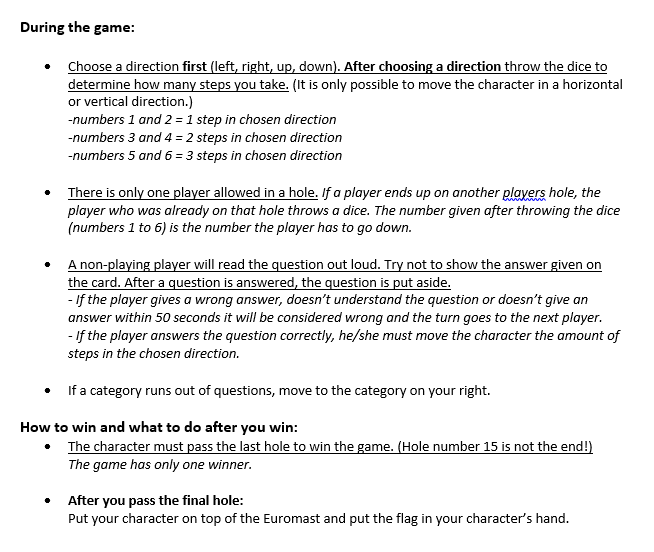 During the game:
• Choose a direction first (left, right, up, down). After choosing a direction throw the dice to
determine how many steps you take. (It is only possible to move the character in a horizontal
or vertical direction.)
-numbers 1 and 2 = 1 step in chosen direction
-numbers 3 and 4 = 2 steps in chosen direction
-numbers 5 and 6 = 3 steps in chosen direction
• There is only one player allowed in a hole. If a player ends up on another players hole, the
player who was already on that hole throws a dice. The number given after throwing the dice
(numbers 1 to 6) is the number the player has to go down.
• A non-playing player will read the question out loud. Try not to show the answer given on
the card. After a question is answered, the question is put aside.
- If the player gives a wrong answer, doesn't understand the question or doesn't give an
answer within 50 seconds it will be considered wrong and the turn goes to the next player.
- If the player answers the question correctly, he/she must move the character the amount of
steps in the chosen direction.
• If a category runs out of questions, move to the category on your right.
How to win and what to do after you win:
• The character must pass the last hole to win the game. (Hole number 15 is not the end!)
The game has only one winner.
• After you pass the final hole:
Put your character on top of the Euromast and put the flag in your character's hand.